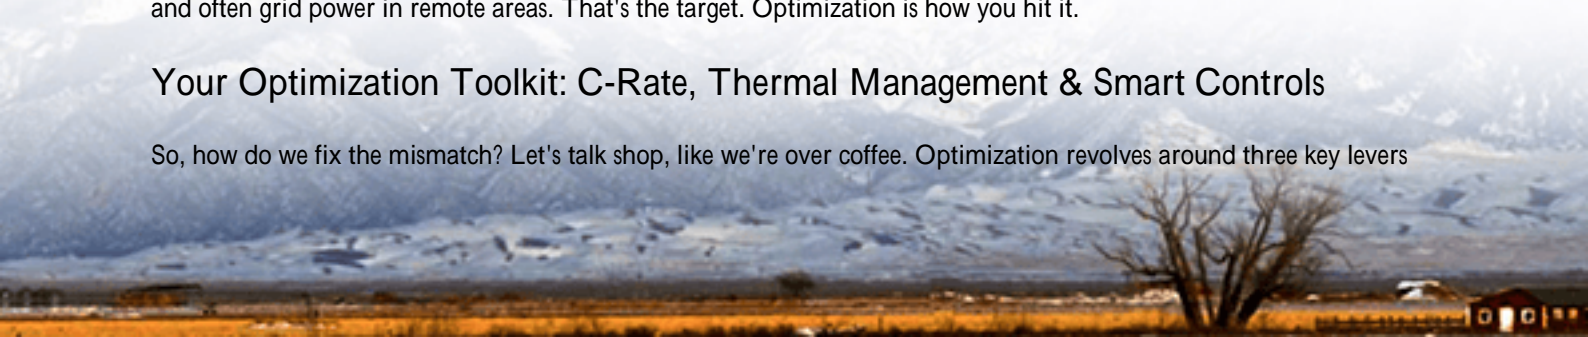 and often grid power in remote areas. That's the target. Optimization is how you hit it.
Your Optimization Toolkit: C-Rate, Thermal Management & Smart Controls
So, how do we fix the mismatch? Let's talk shop, like we're over coffee. Optimization revolves around three key levers